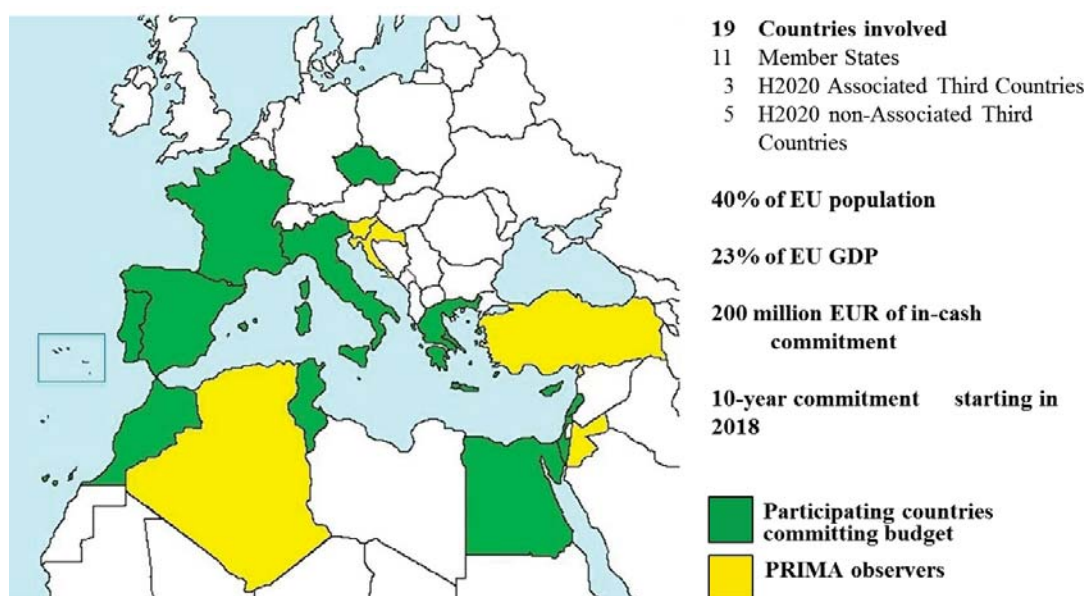 19 Countries involved
11 Member States
3 H2020 Associated Third Countries
5 H2020 non-Associated Third
Countries
40% of EU population
23% of EU GDP
200 million EUR of in-cash
commitment
10-year commitment starting in
2018
Participating countries
committing budget
PRIMA observers